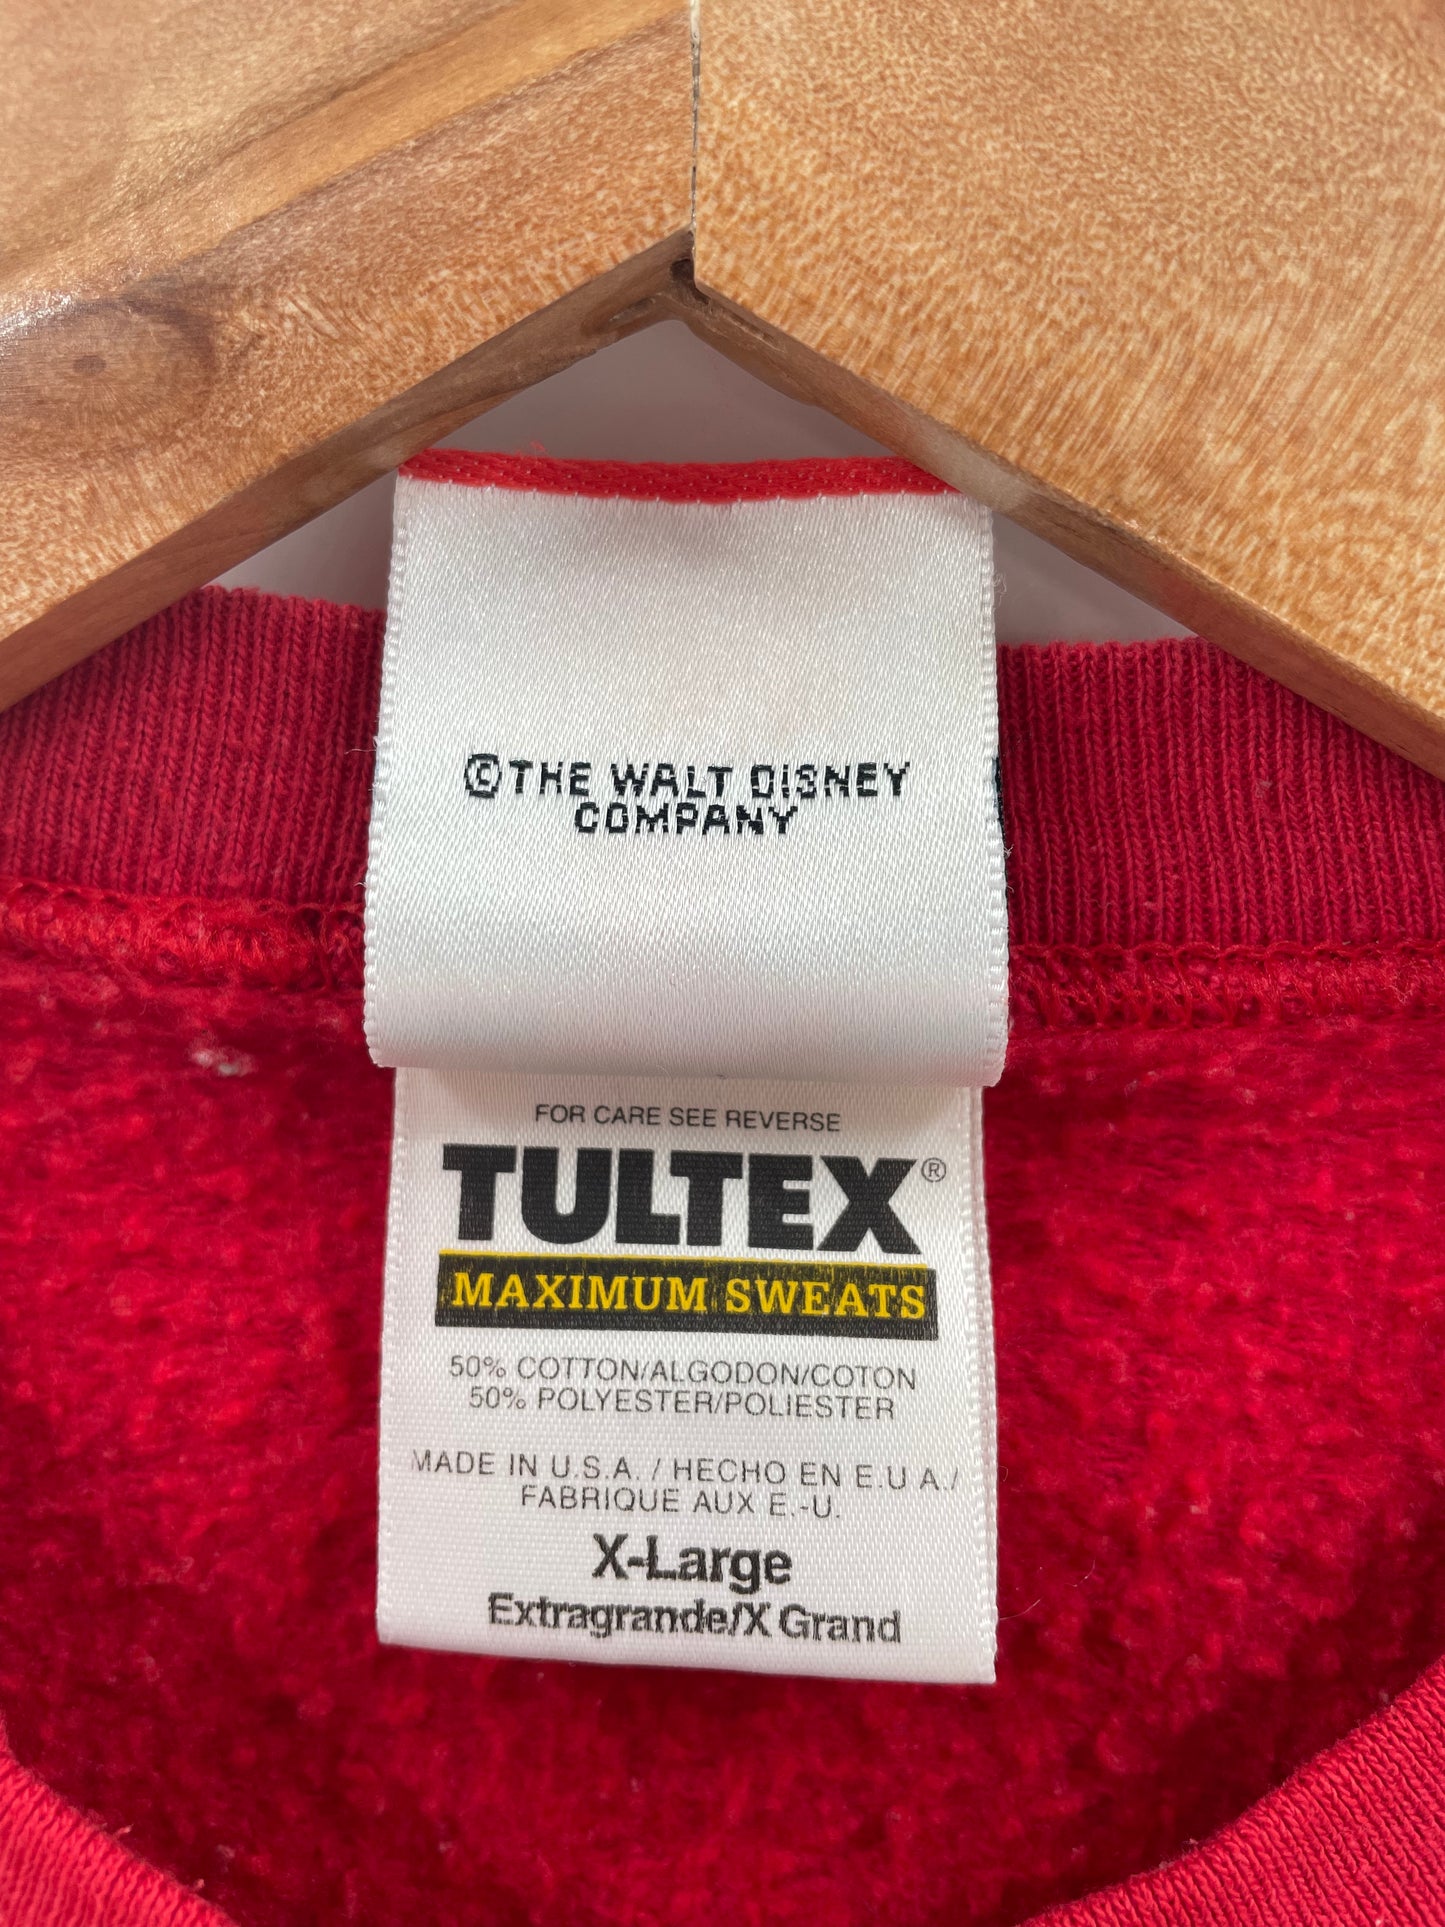 ©THE WALT DISNEY
COMPANY
FOR CARE SEE REVERSE
TULTEX®
MAXIMUM SWEATS
50% COTTON/ALGODON/COTON
50% POLYESTER/POLIESTER
MADE IN U.S.A. / HECHO EN E.U A./
FABRIQUE AUX E.-U.
X-Large
Extragrande/X Grand